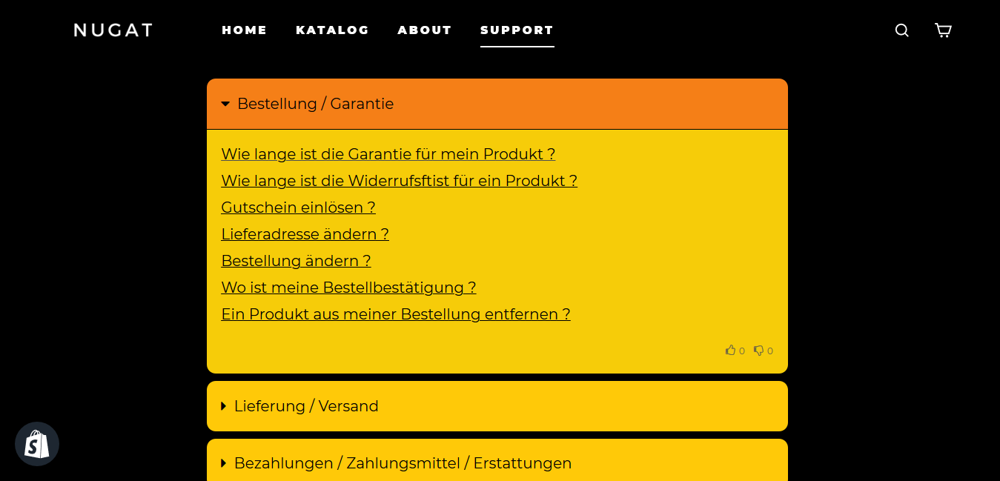 NUGAT
HOME KATALOG ABOUT SUPPORT
Bestellung / Garantie
Wie lange ist die Garantie für mein Produkt ?
Wie lange ist die Widerrufsftist für ein Produkt ?
Gutschein einlösen ?
Lieferadresse ändern ?
Bestellung ändern ?
Wo ist meine Bestellbestätigung ?
Ein Produkt aus meiner Bestellung entfernen ?
0 0
Lieferung / Versand
S
Bezahlungen / Zahlungsmittel / Erstattungen